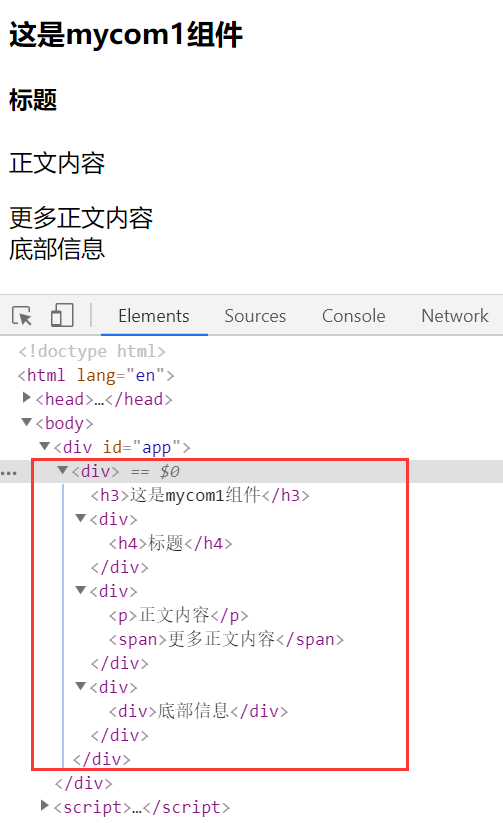 这是mycom1组件
标题
正文内容
更多正文内容
底部信息
Elements Sources Console Network
<!doctype html>
<html lang="en">
<head>…</head>
<body>
<div id="app">
… <div> == $0
<h3>这是mycom1组件</h3>
<div>
<h4>标题</h4>
</div>
<div>
<p>正文内容</p>
<span>更多正文内容</span>
</div>
<div>
<div>底部信息</div>
</div>
</div>
</div>
<script>…</script>